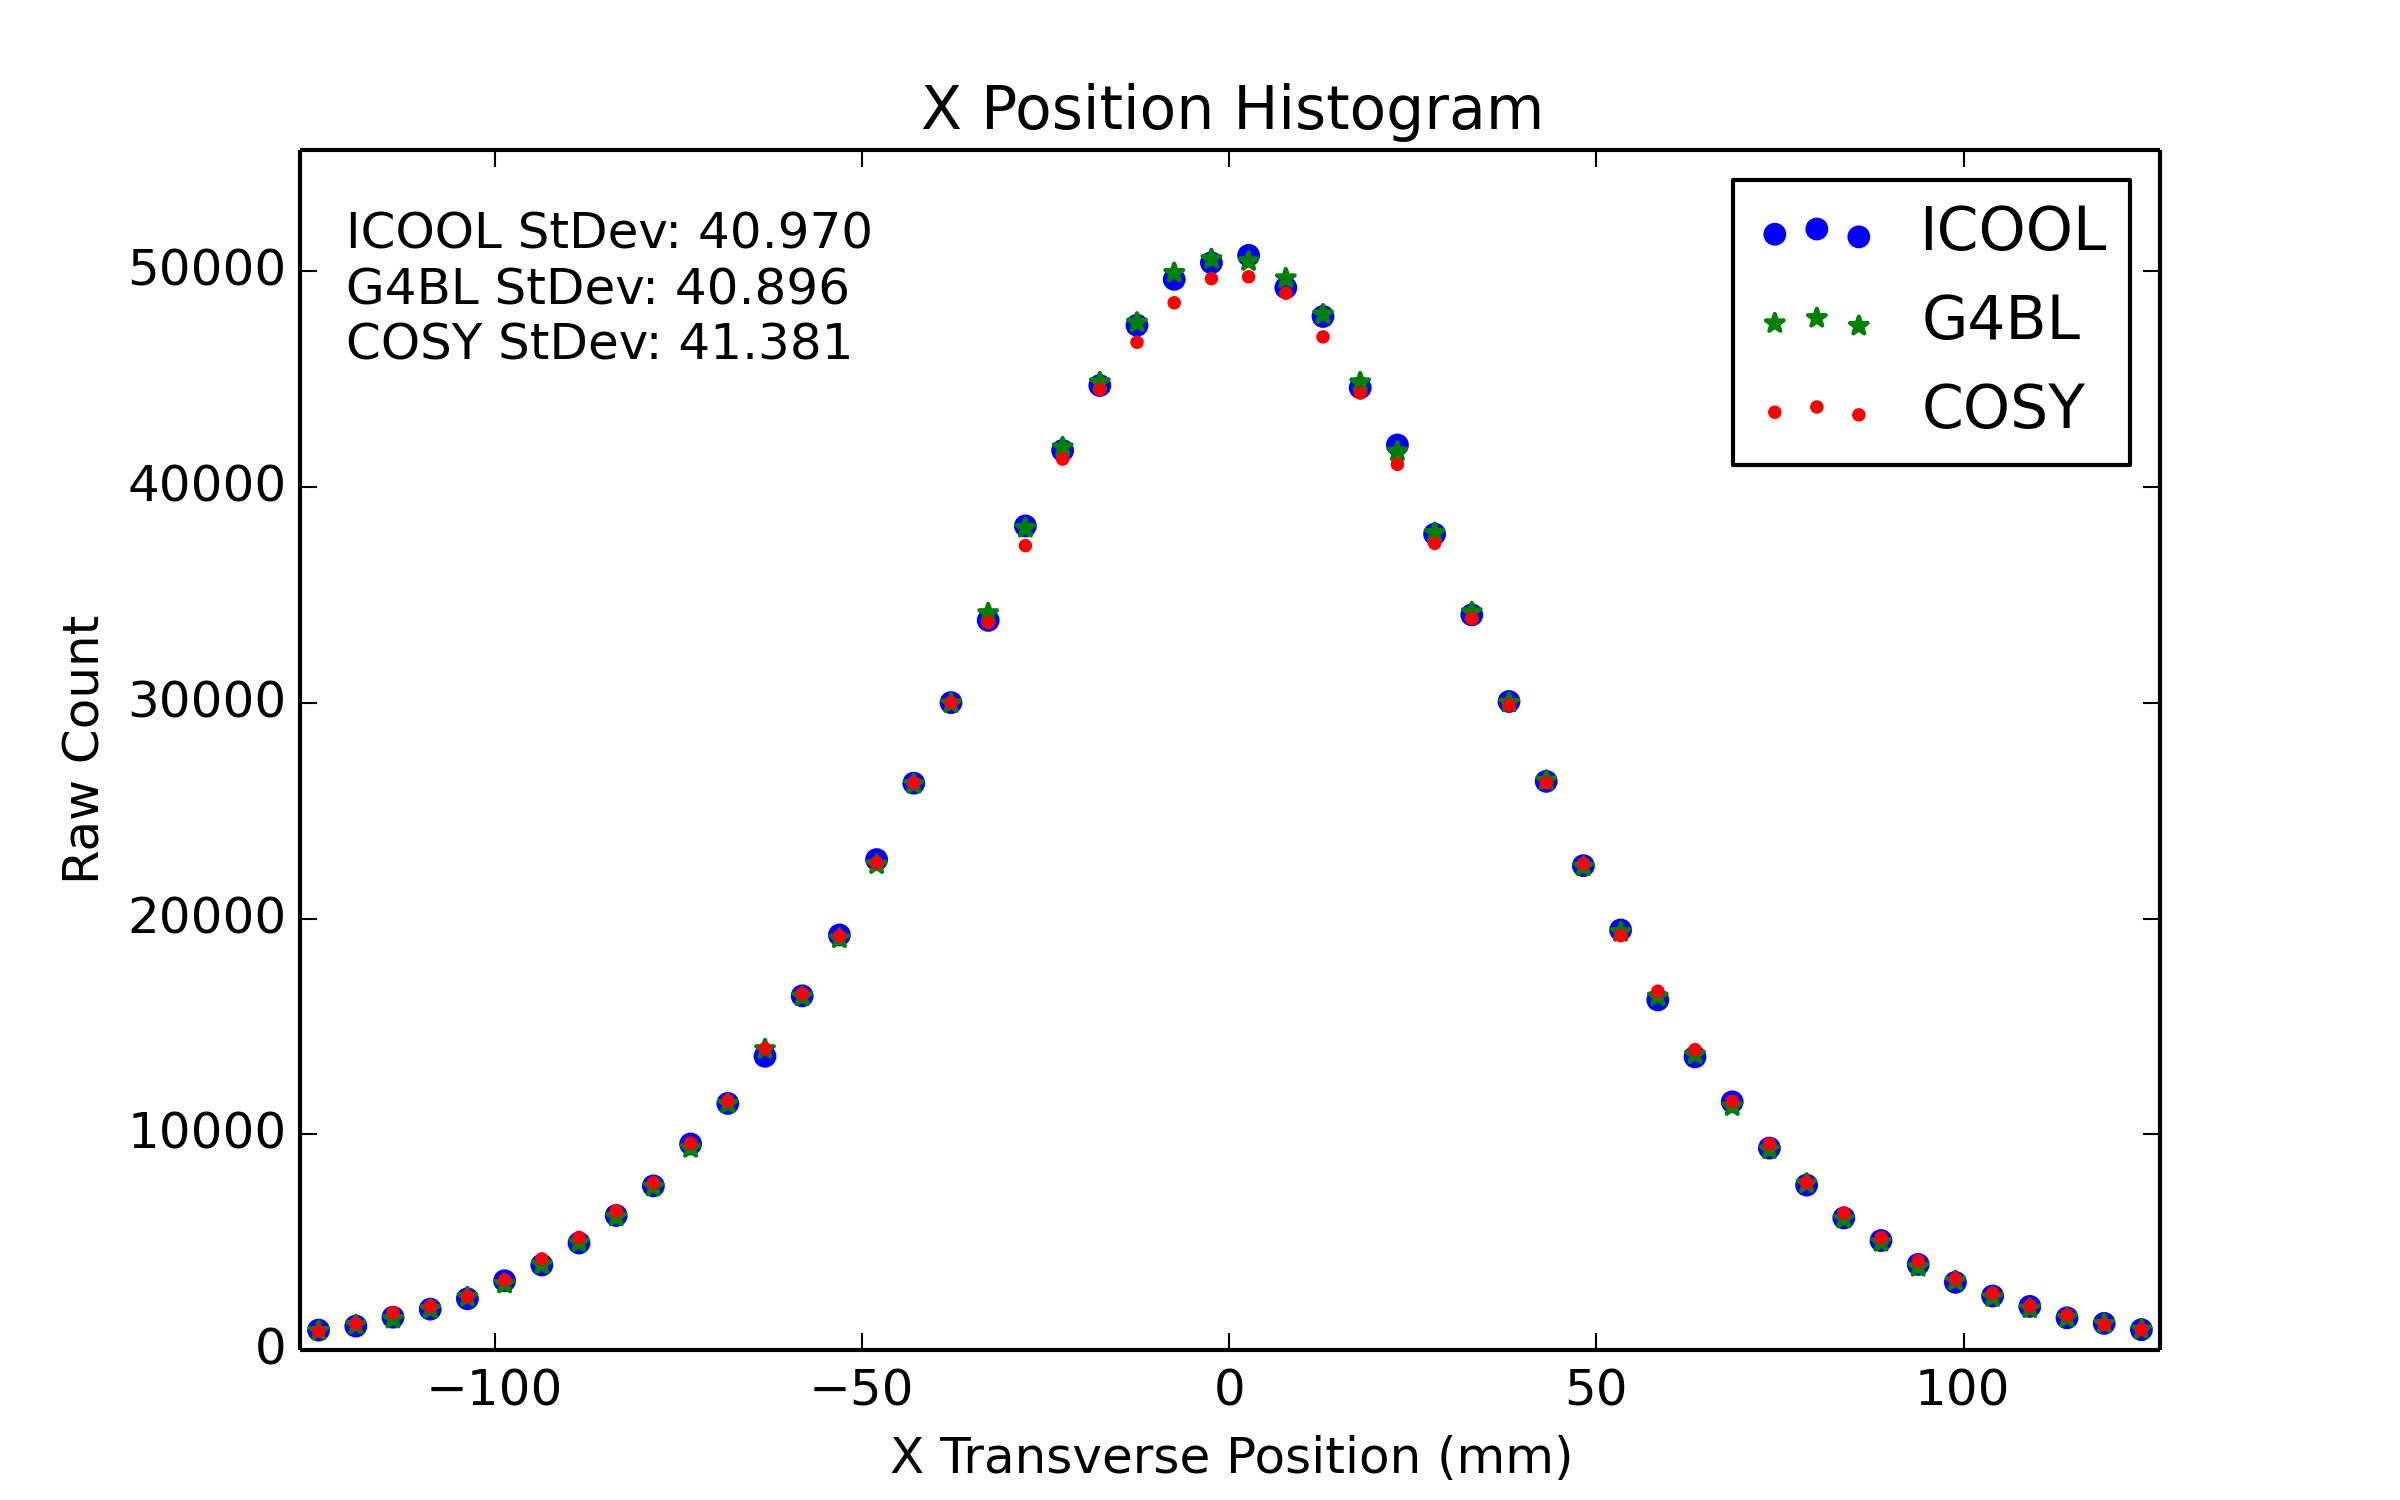 X Position Histogram
ICOOL StDev: 40.970
G4BL StDev: 40.896
COSY StDev: 41.381
ICOOL
G4BL
COSY
Raw Count
50000
40000
30000
20000
10000
0
−100
−50
0
50
100
X Transverse Position (mm)